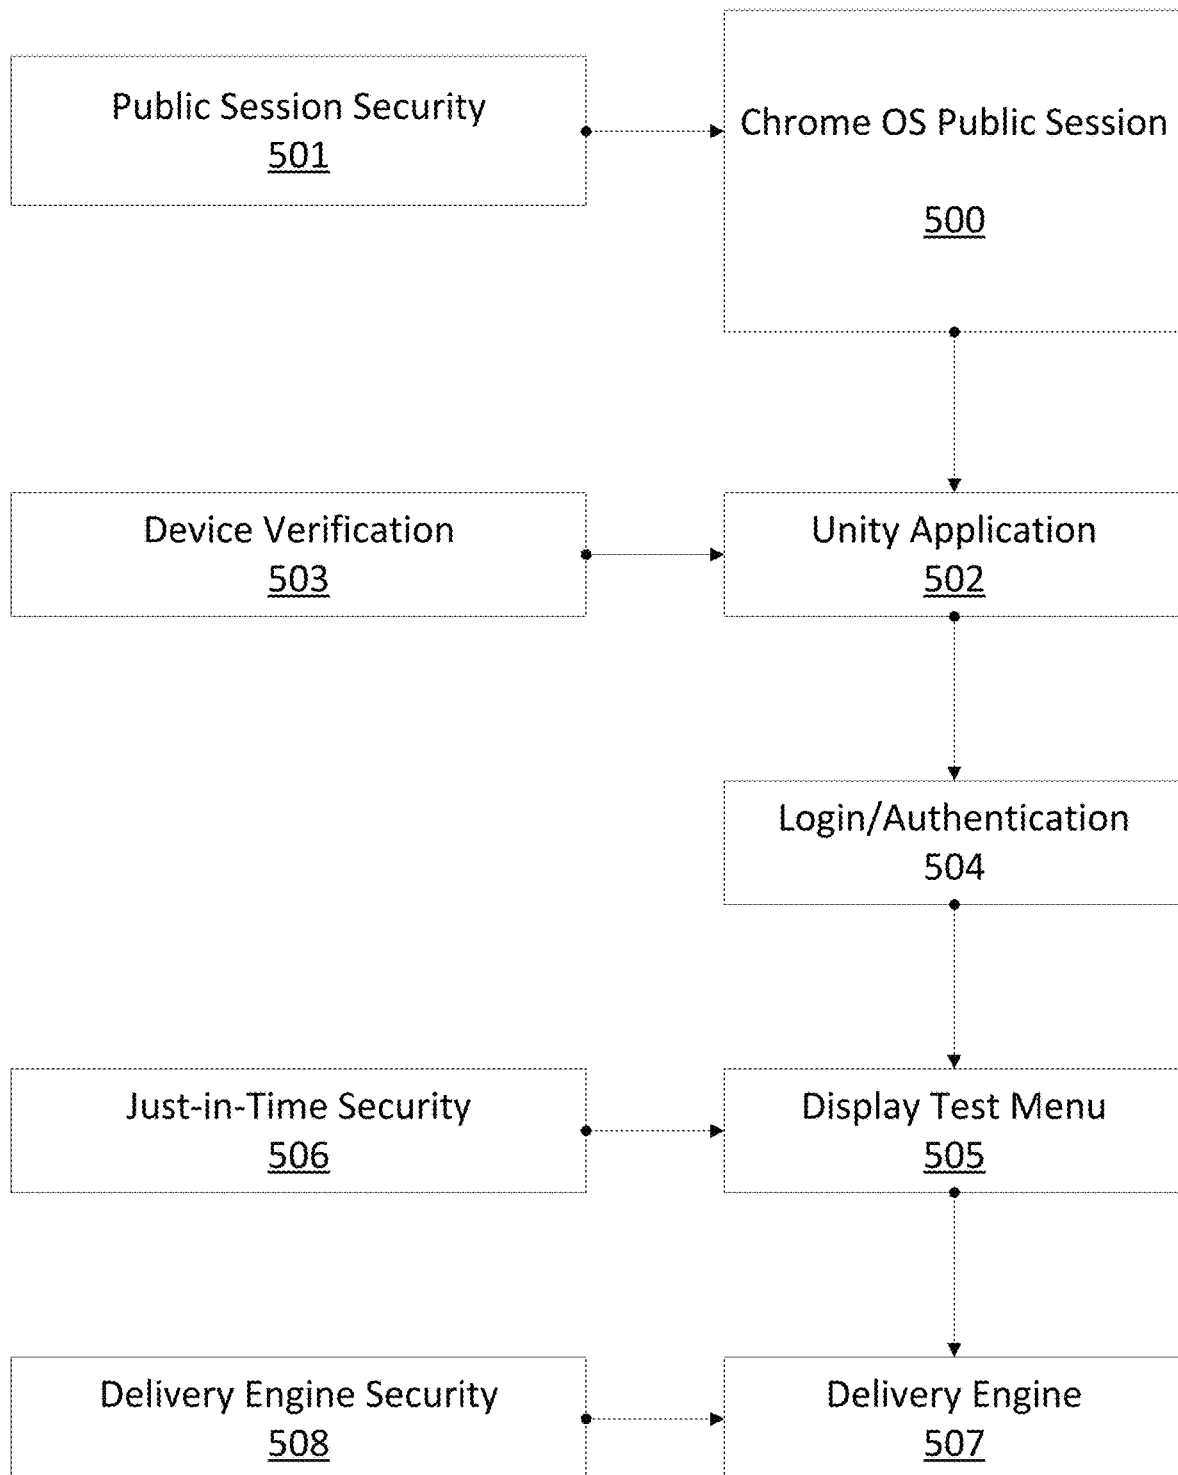 Public Session Security
501
Chrome OS Public Session
500
Device Verification
503
Unity Application
502
Login/Authentication
504
Just-in-Time Security
506
Display Test Menu
505
Delivery Engine Security
508
Delivery Engine
507